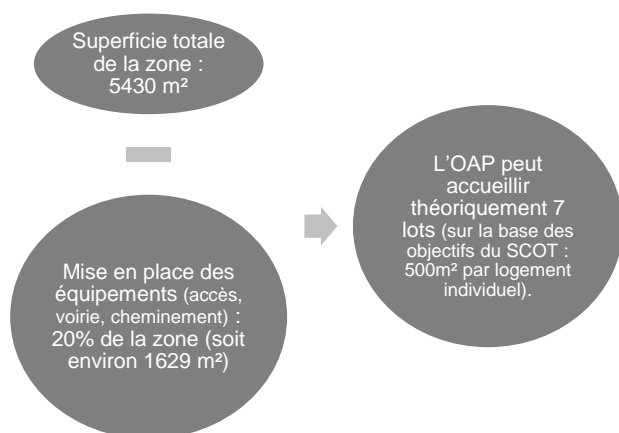 Superficie totale
de la zone :
5430 m²
Mise en place des
équipements (accès,
voirie, cheminement) :
20% de la zone (soit
environ 1629 m²)
L'OAP peut
accueillir
théoriquement 7
lots (sur la base des
objectifs du SCOT :
500m² par logement
individuel).